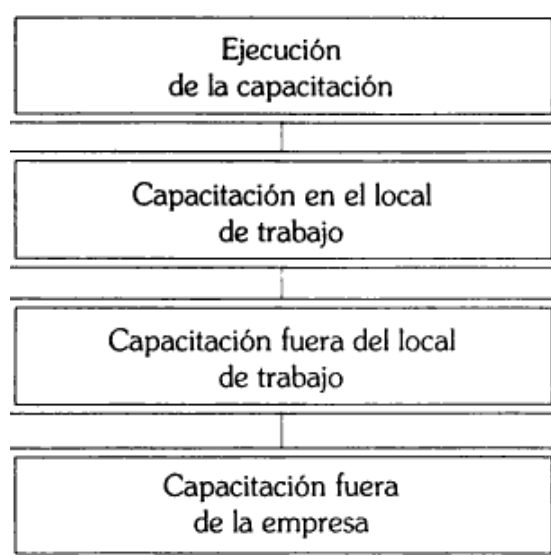 Ejecución
de la capacitación
Capacitación en el local
de trabajo
Capacitación fuera del local
de trabajo
Capacitación fuera
de la empresa